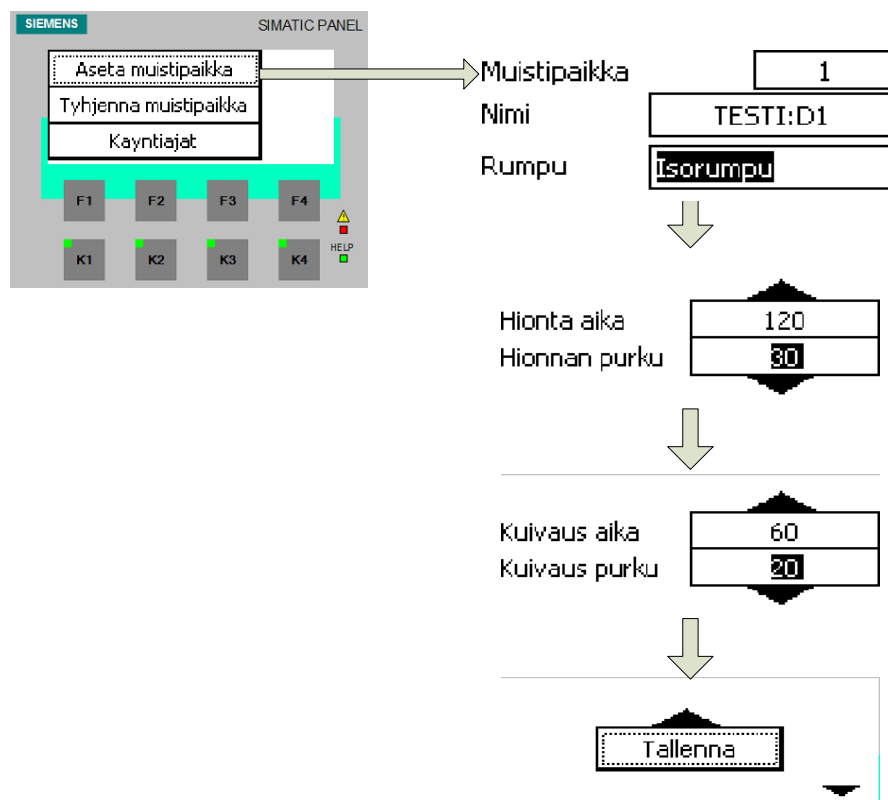 SIEMENS
SIMATIC PANEL
Aseta muistipaikka
Tyhjenna muistipaikka
Kayntiajat
F1 F2 F3 F4
HELP
K1 K2 K3 K4
Muistipaikka 1
Nimi TESTI:D1
Rumpu Isorumpu
Hionta aika 120
Hionnan purku 30
Kuivaus aika 60
Kuivaus purku 20
Tallenna